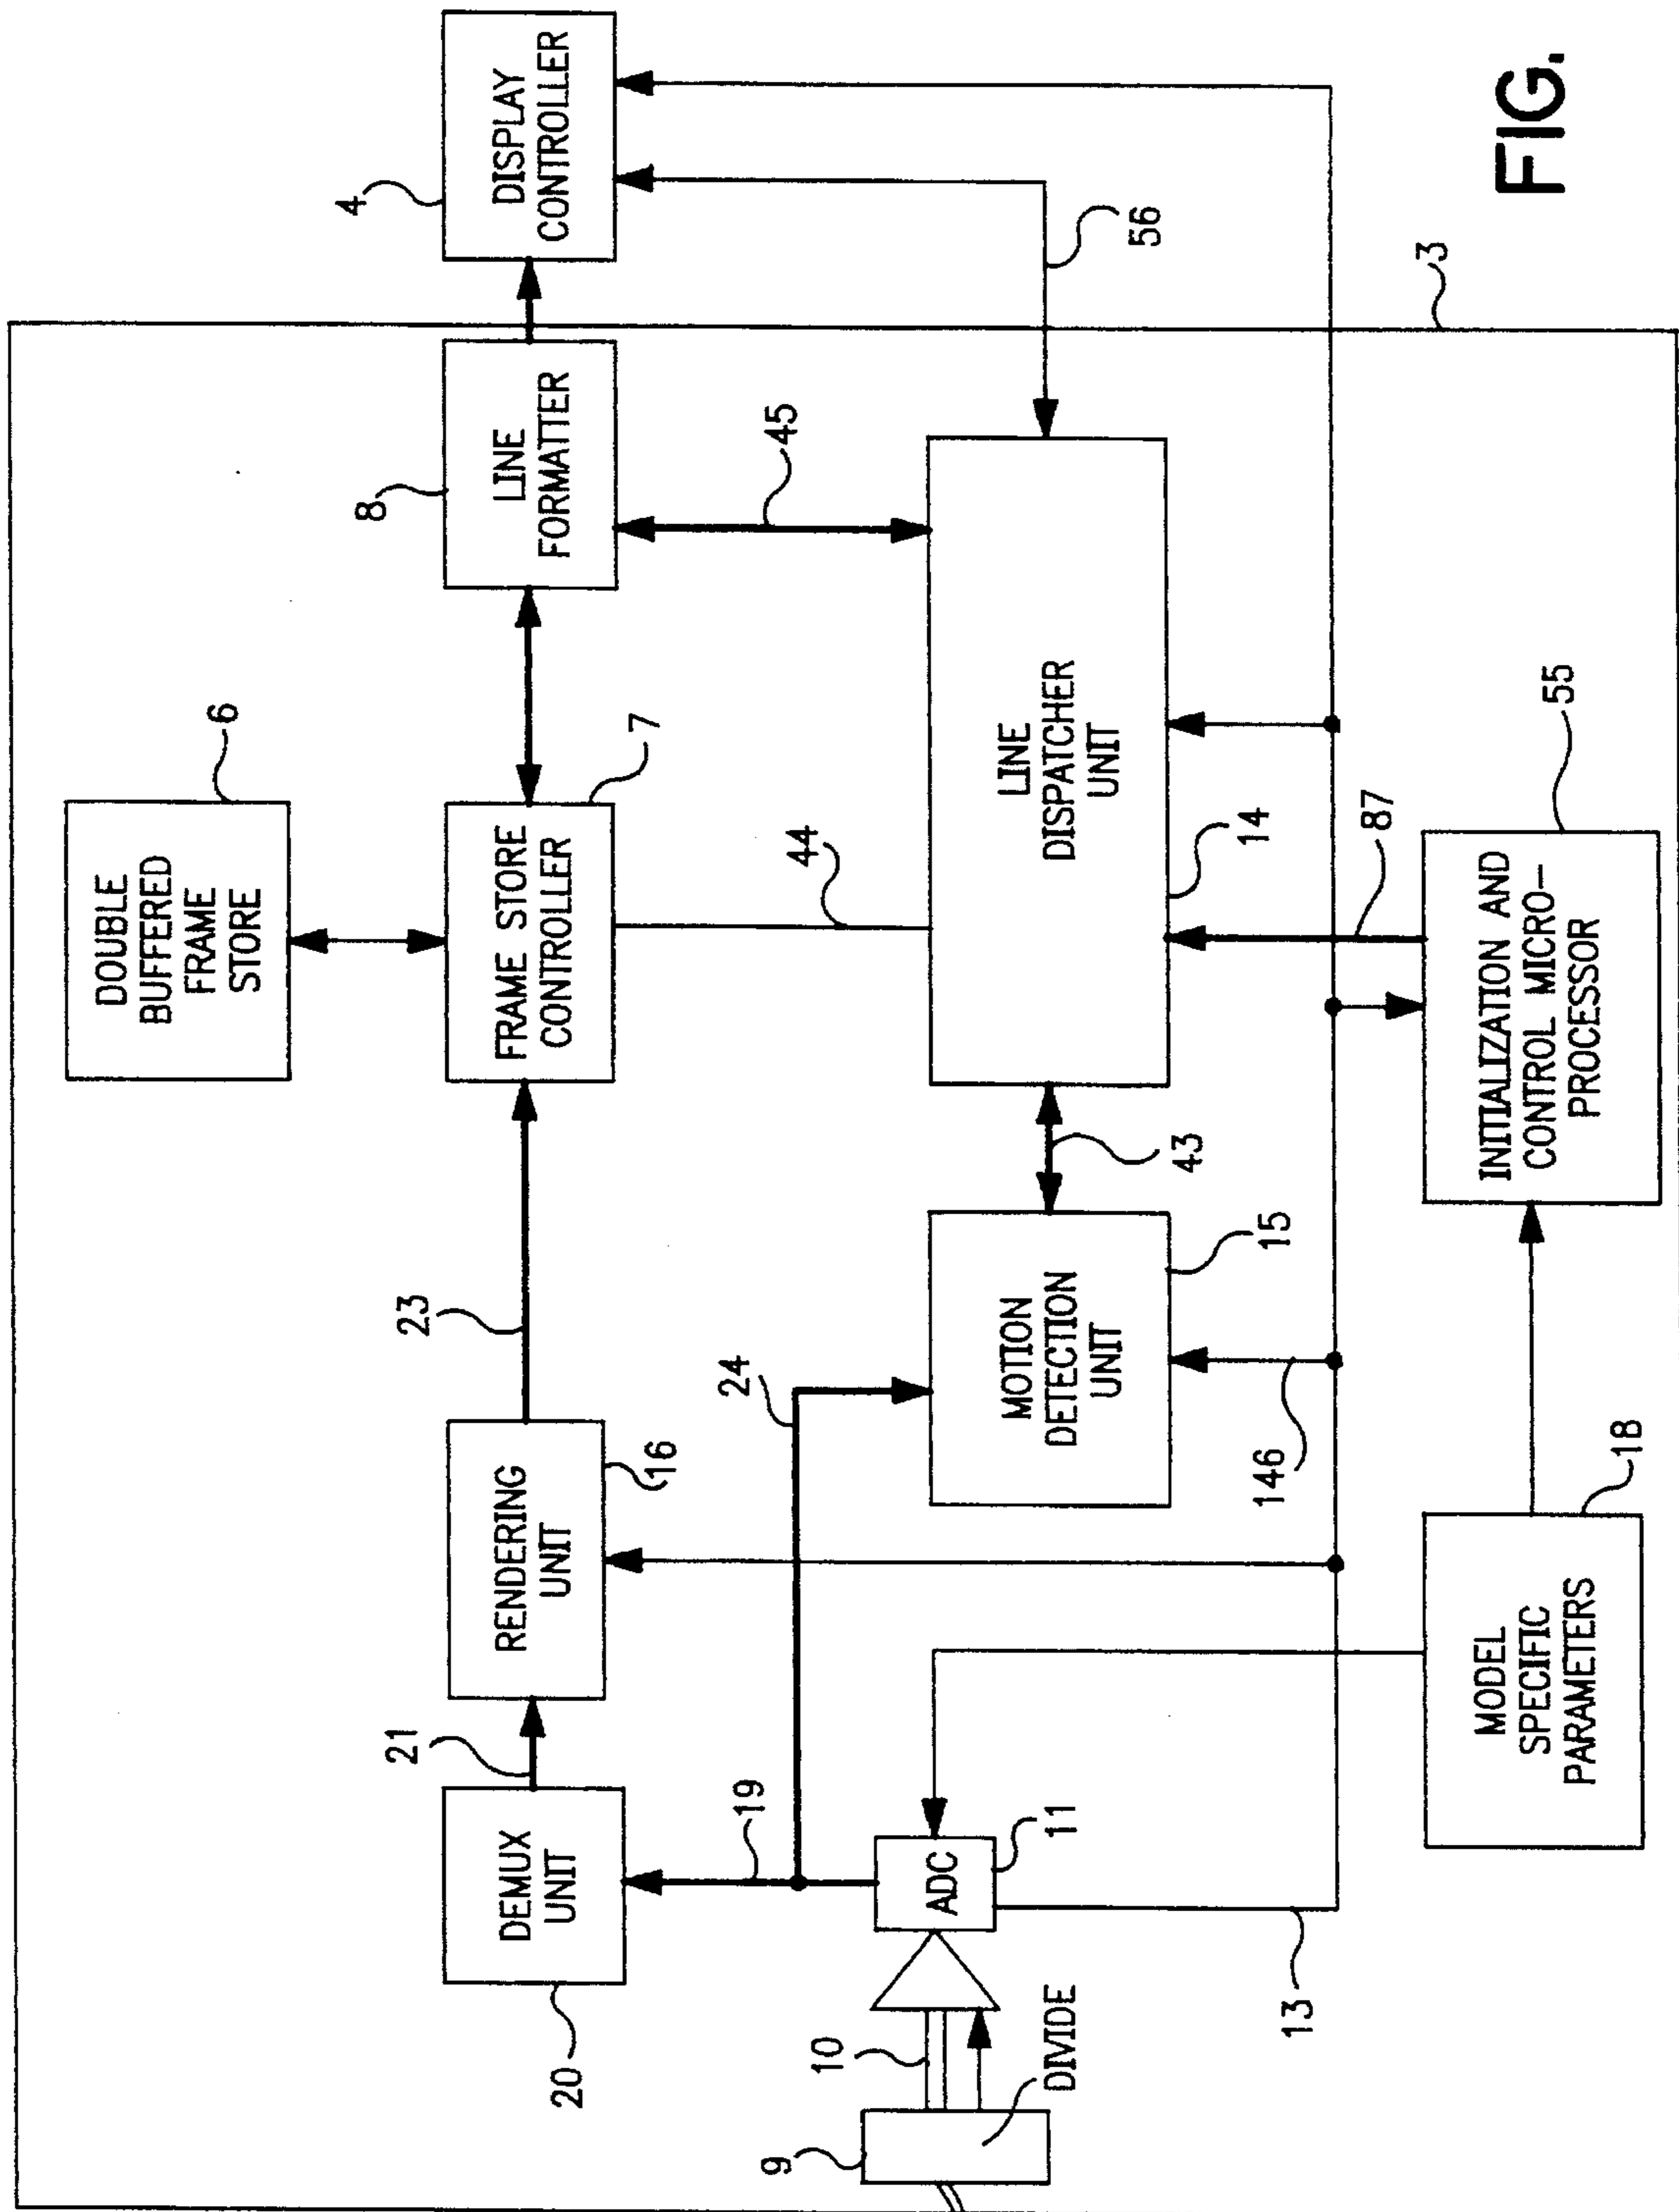 DOUBLE
BUFFERED
FRAME
STORE
6
DEMUX
UNIT
20
21
RENDERING
UNIT
16
23
FRAME STORE
CONTROLLER
7
8
LINE
FORMATTER
4
DISPLAY
CONTROLLER
19
24
44
45
9
10
DIVIDE
ADC
11
13
MOTION
DETECTION
UNIT
15
146
43
LINE
DISPATCHER
UNIT
14
56
87
MODEL
SPECIFIC
PARAMETERS
18
INITIALIZATION AND
CONTROL MICRO-
PROCESSOR
55
3
FIG.